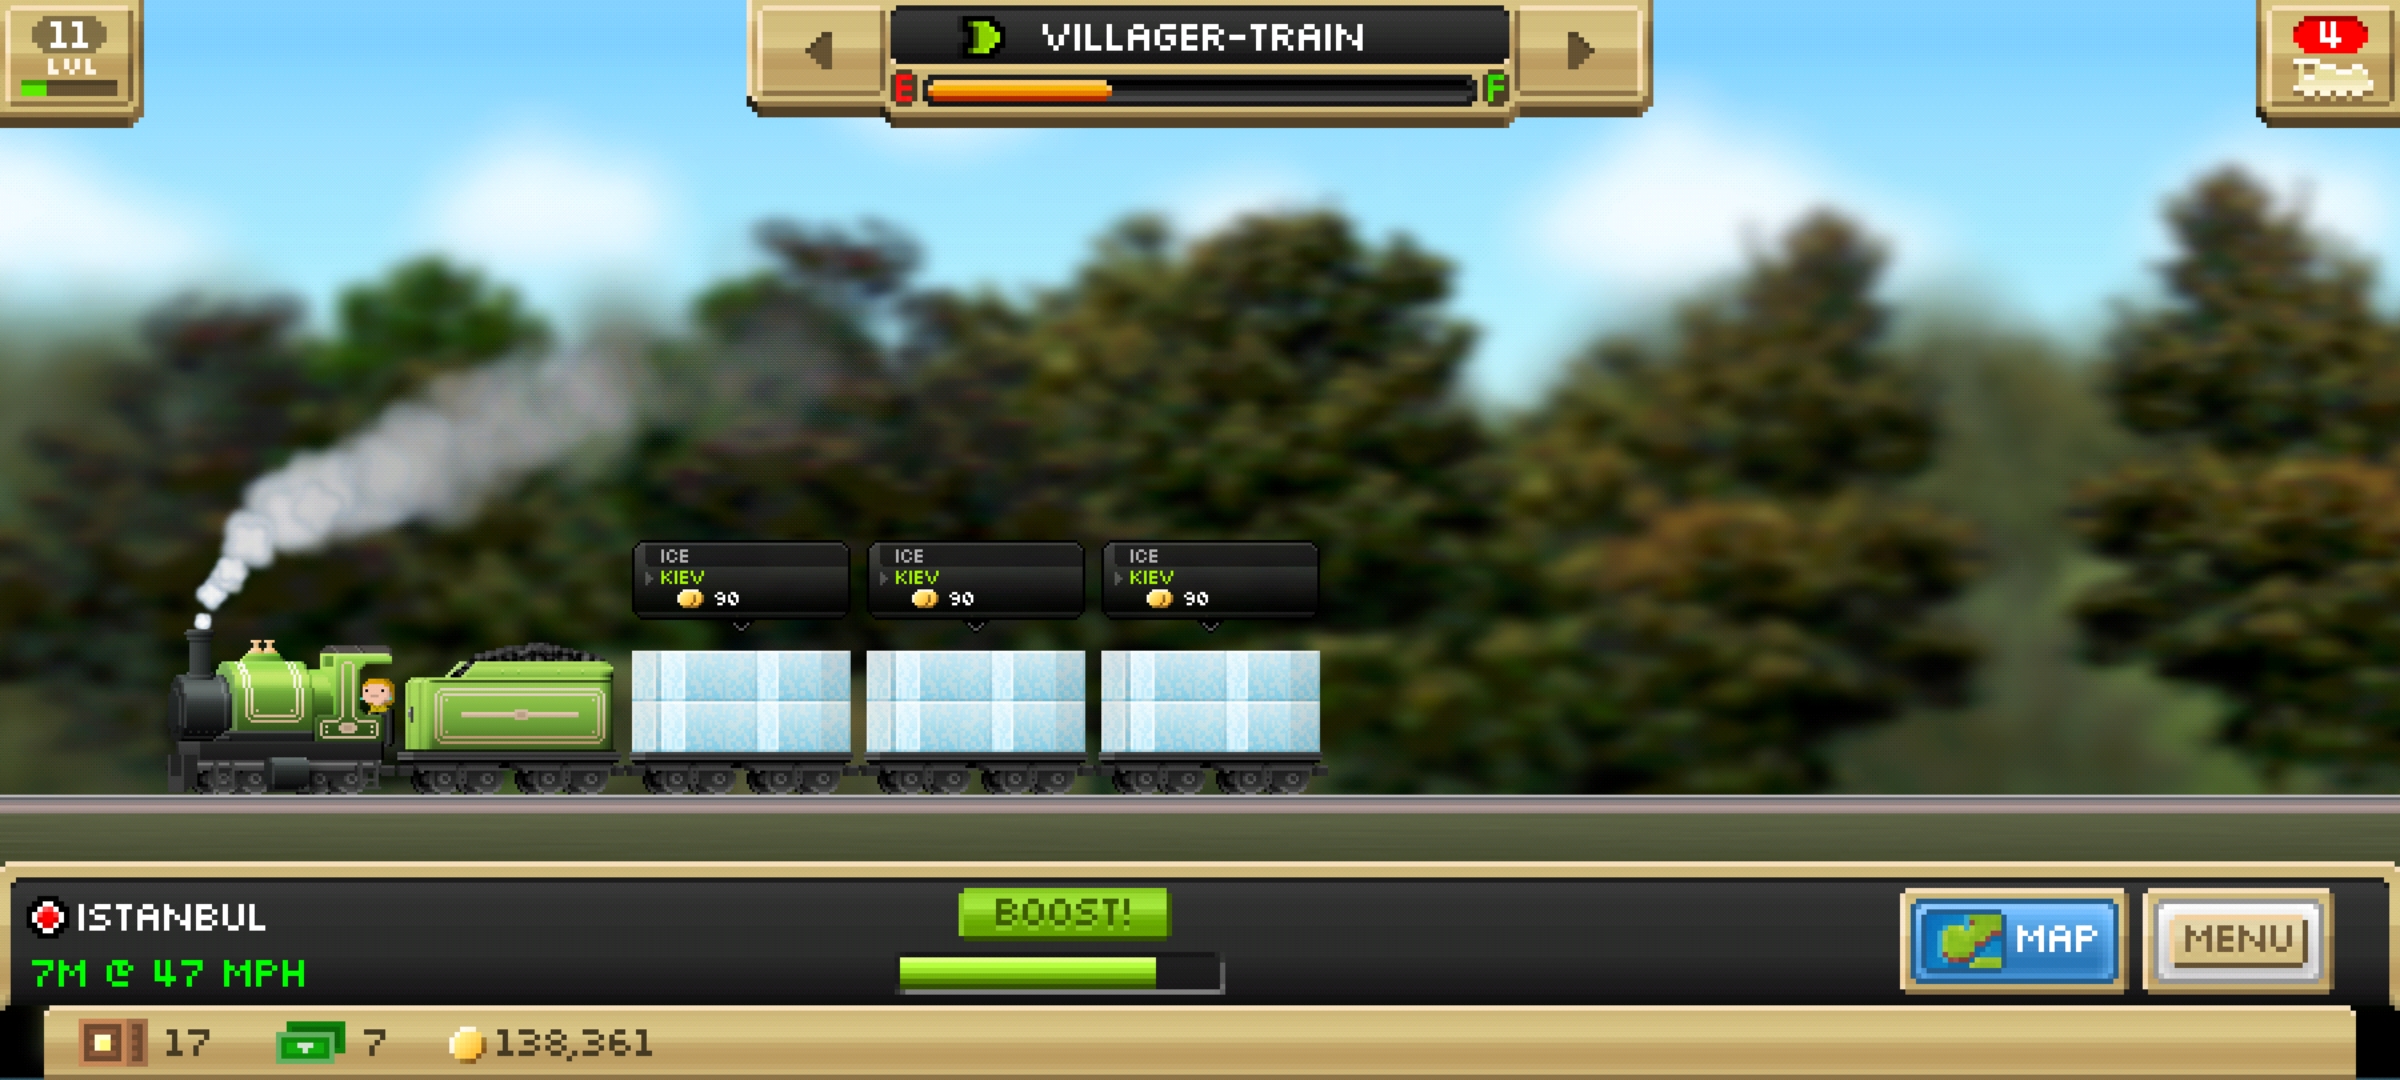 11
LVL
VILLAGER-TRAIN
E
F
4
ICE
KIEV
90
ICE
KIEV
90
ICE
KIEV
90
ISTANBUL
7M @ 47 MPH
BOOST!
MAP
MENU
17
7
138,361